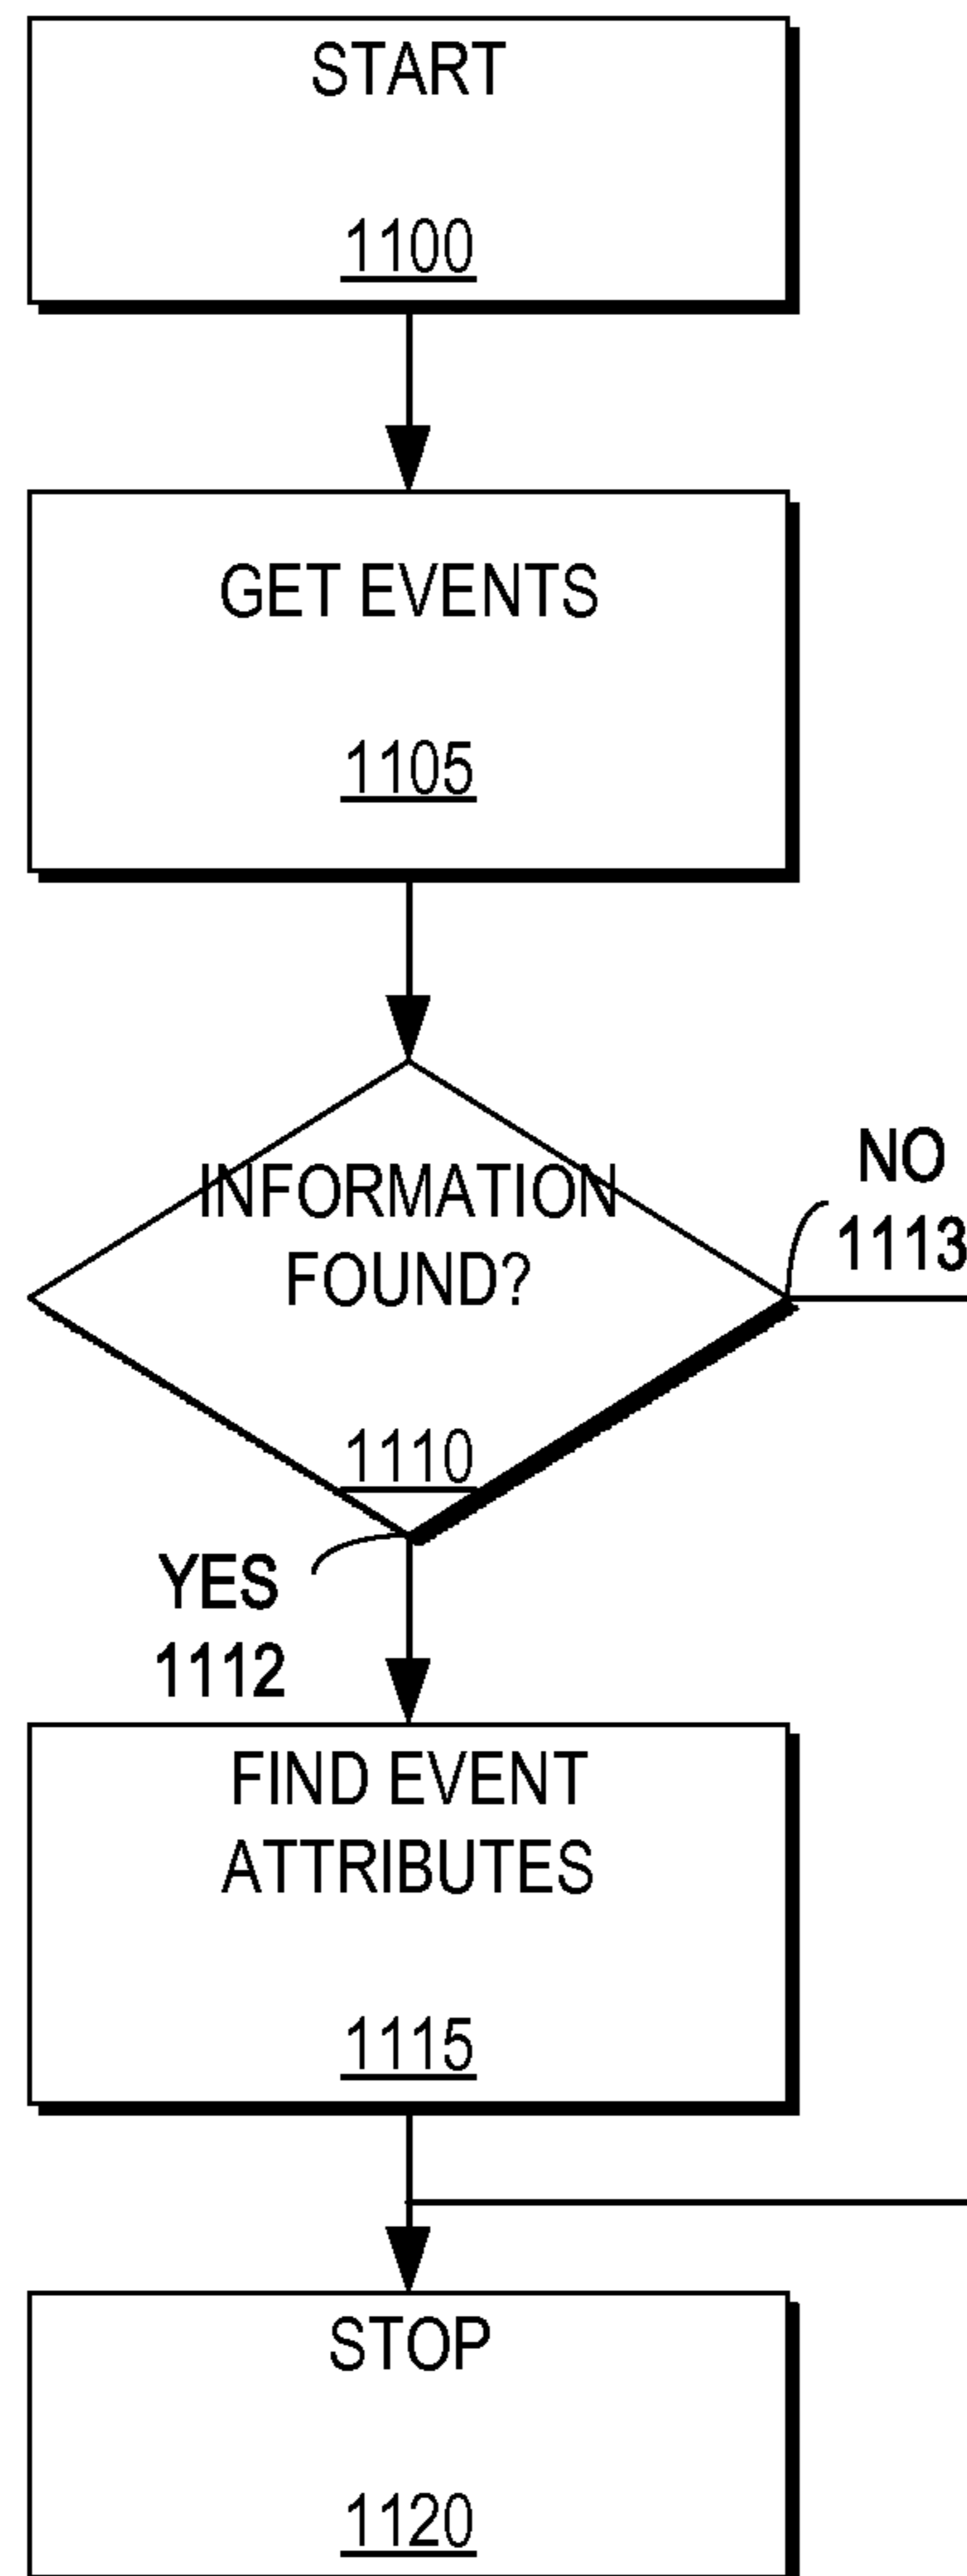 START
1100
GET EVENTS
1105
INFORMATION
FOUND?
1110
NO
1113
YES
1112
FIND EVENT
ATTRIBUTES
1115
STOP
1120